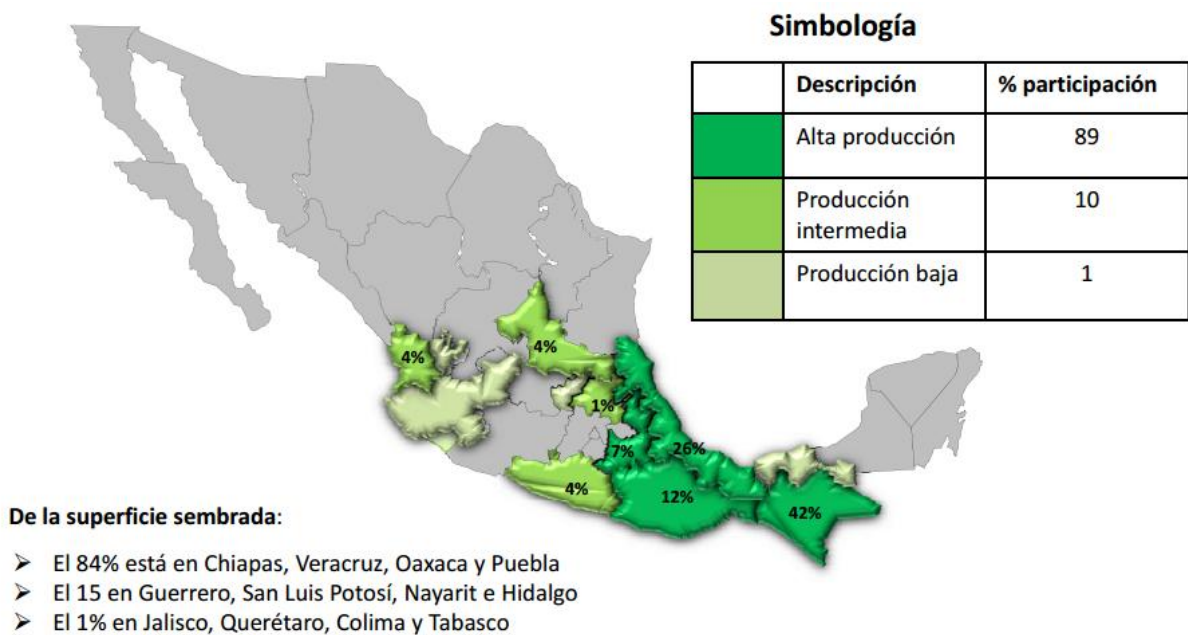 Simbología
Descripción % participación
Alta producción 89
Producción 10
intermedia
Producción baja 1
4%
4%
1%
7%
26%
4%
12%
42%
De la superficie sembrada:
➢ El 84% está en Chiapas, Veracruz, Oaxaca y Puebla
➢ El 15 en Guerrero, San Luis Potosí, Nayarit e Hidalgo
➢ El 1% en Jalisco, Querétaro, Colima y Tabasco